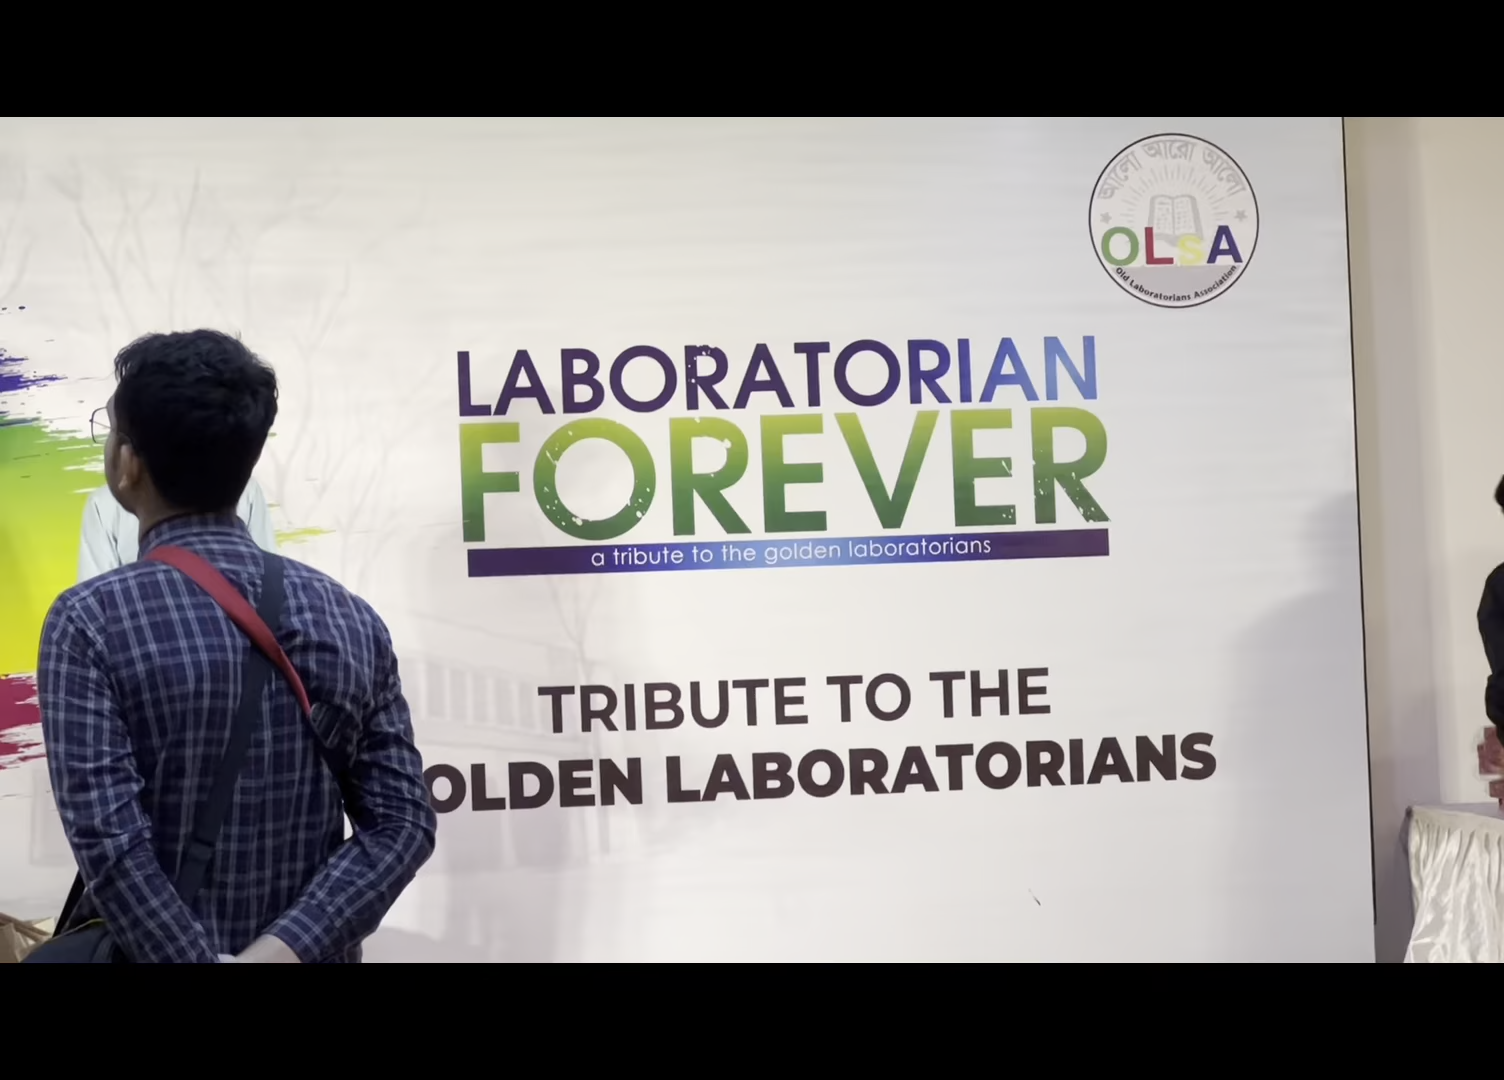 আলো আরো আলো
OLsA
Old Laboratorians Association
LABORATORIAN
FOREVER
a tribute to the golden laboratorians
TRIBUTE TO THE
OLDEN LABORATORIANS